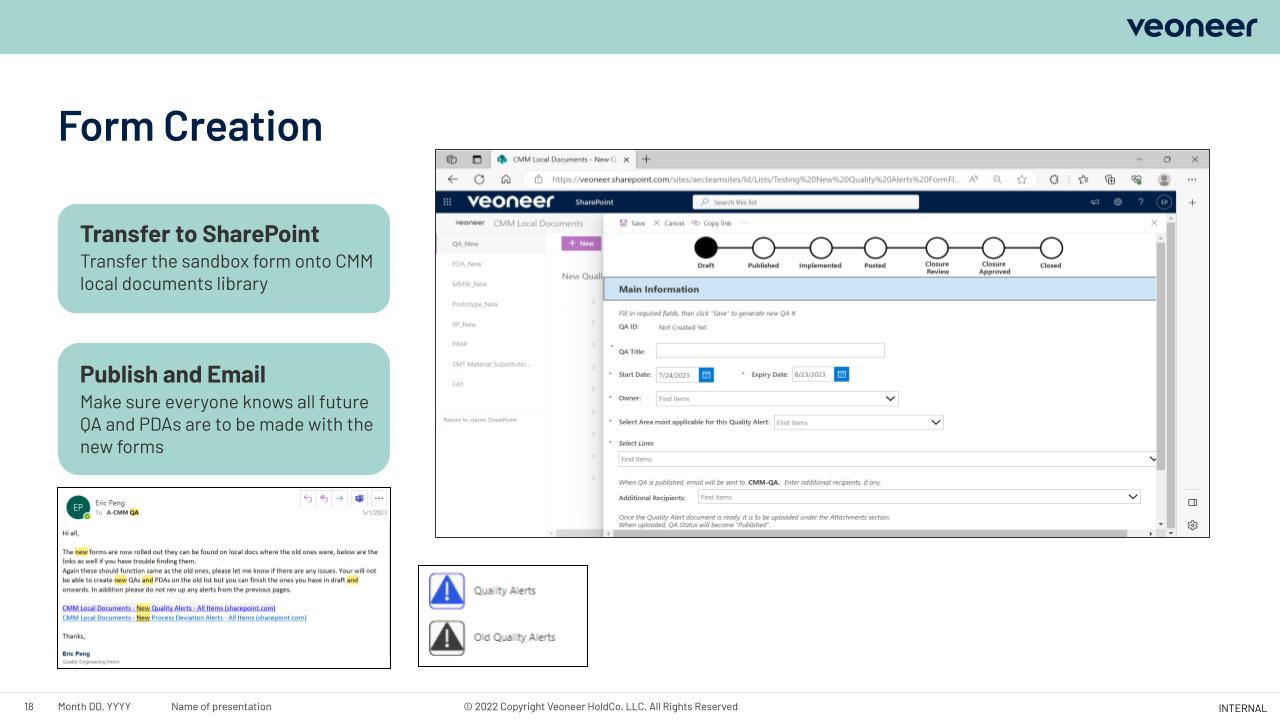 veoneer
Form Creation
Transfer to SharePoint
Transfer the sandbox form onto CMM
local documents library
Publish and Email
Make sure everyone knows all future
QA and PDAs are to be made with the
new forms
EP
Eric Peng
To A-CMM QA
5/1/2023
Hi all,
The new forms are now rolled out they can be found on local docs where the old ones were, below are the
links as well if you have trouble finding them.
Again these should function same as the old ones, please let me know if there are any issues. Your will not
be able to create new QAs and PDAs on the old list but you can finish the ones you have in draft and
onwards. In addition please do not rev up any alerts from the previous pages.
CMM Local Documents - New Quality Alerts - All Items (sharepoint.com)
CMM Local Documents - New Process Deviation Alerts - All Items (sharepoint.com)
Thanks,
Eric Peng
Quality Engineering Intern
CMM Local Documents - New Q
https://veoneer.sharepoint.com/sites/aecteamsites/ld/Lists/Testing%20New%20Quality%20Alerts%20FormFl...
veoneer SharePoint Search this list EP
veoneer CMM Local Documents
Save Cancel Copy link ...
QA_New
PDA_New
MMW_New
Prototype_New
IIP_New
PPAP
SMT Material Substitutio...
Edit
Return to classic SharePoint
+ New
New Quali
Draft Published Implemented Posted Closure Review Closure Approved Closed
Main Information
Fill in required fields, then click 'Save' to generate new QA #.
QA ID: Not Created Yet
* QA Title:
* Start Date: 7/24/2023 * Expiry Date: 8/23/2023
* Owner: Find items
* Select Area most applicable for this Quality Alert: Find items
* Select Lines
Find items
When QA is published, email will be sent to CMM-QA. Enter additional recipients, if any.
Additional Recipients: Find items
Once the Quality Alert document is ready, it is to be uploaded under the Attachments section.
When uploaded, QA Status will become "Published".
Quality Alerts
Old Quality Alerts
18 Month DD, YYYY Name of presentation © 2022 Copyright Veoneer HoldCo, LLC. All Rights Reserved INTERNAL